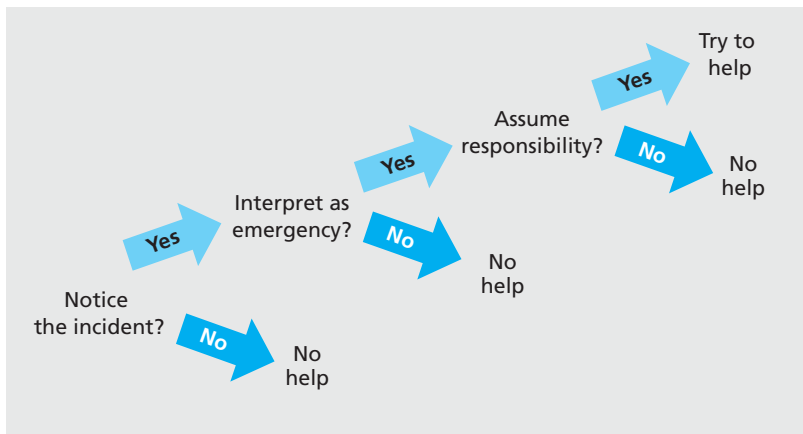 Notice
the incident?
Yes
No
No
help
Interpret as
emergency?
Yes
No
No
help
Assume
responsibility?
Yes
No
Try to
help
No
help